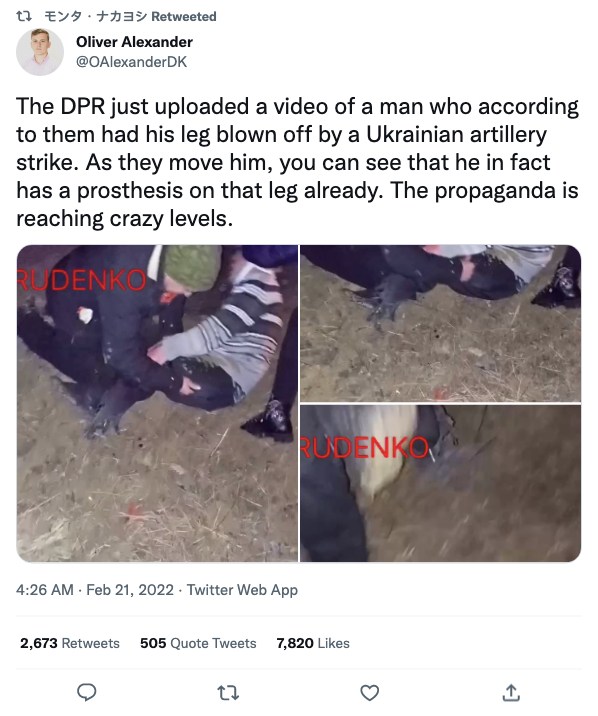 モンタ・ナカヨシ Retweeted
Oliver Alexander
@OAlexanderDK
The DPR just uploaded a video of a man who according
to them had his leg blown off by a Ukrainian artillery
strike. As they move him, you can see that he in fact
has a prosthesis on that leg already. The propaganda is
reaching crazy levels.
RUDENKO
RUDENKO
4:26 AM · Feb 21, 2022 · Twitter Web App
2,673 Retweets 505 Quote Tweets 7,820 Likes